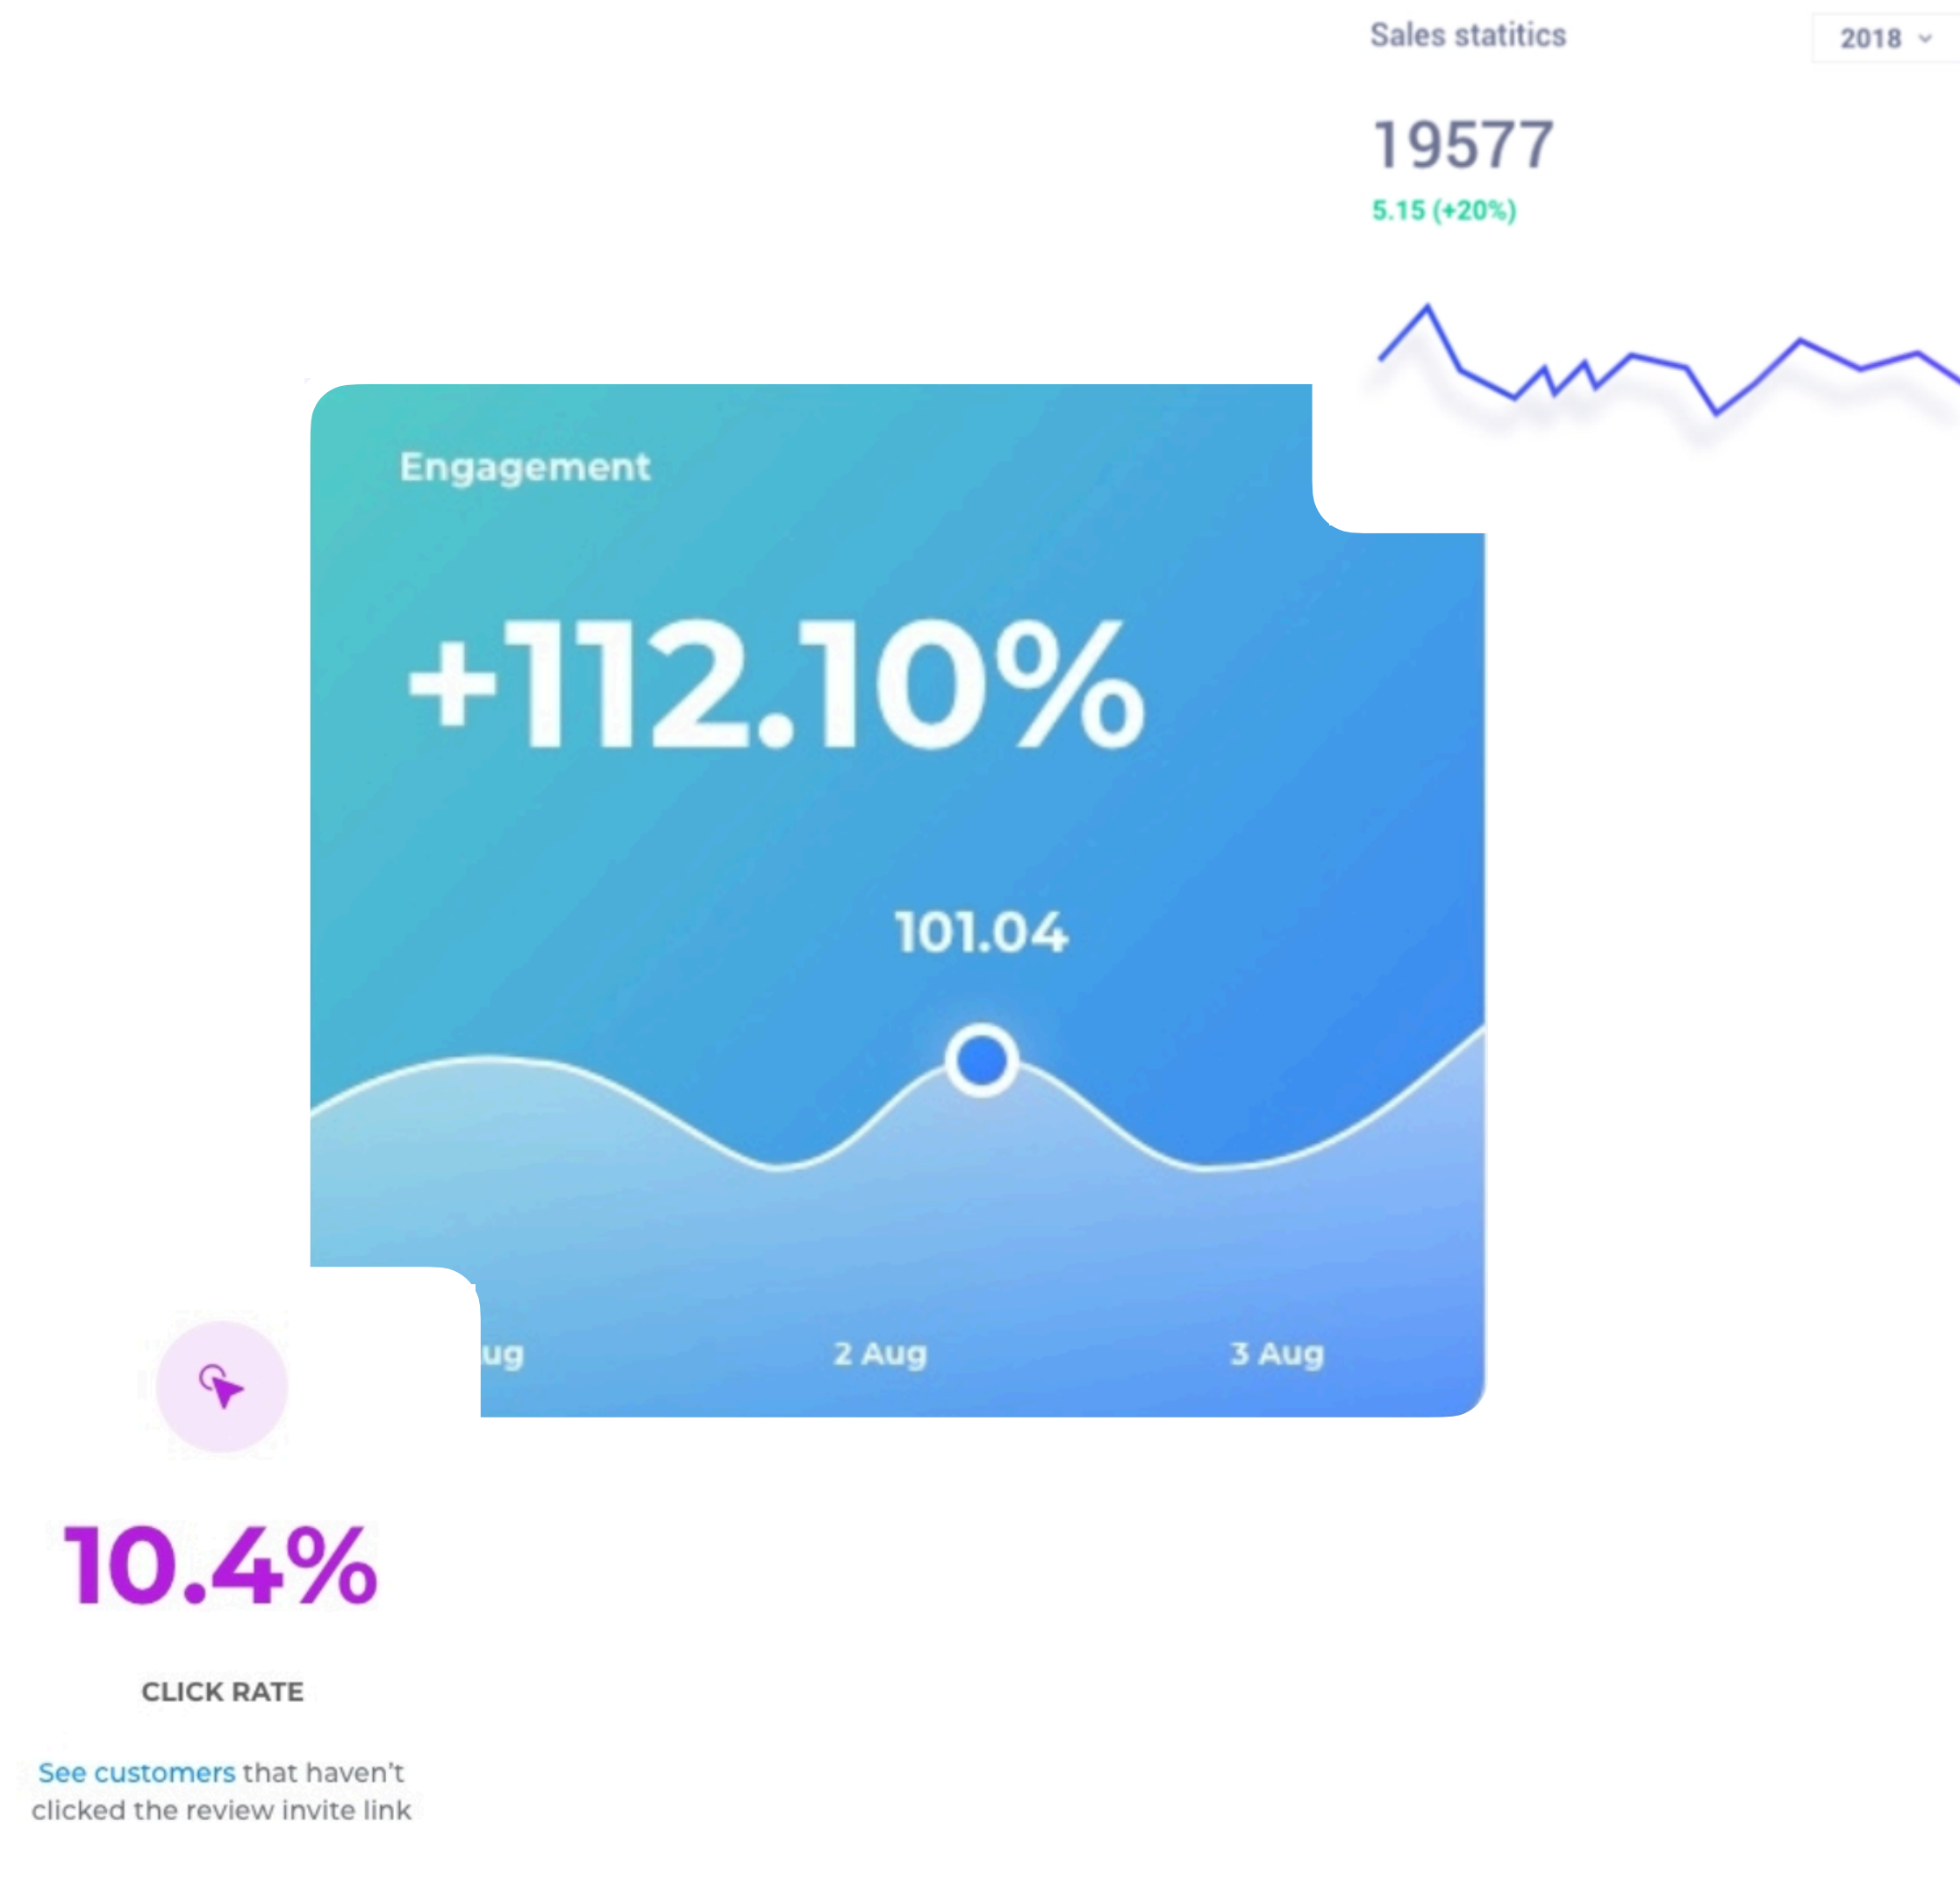 Sales statitics
2018
19577
5.15 (+20%)
Engagement
+112.10%
101.04
2 Aug
3 Aug
10.4%
CLICK RATE
See customers that haven't
clicked the review invite link